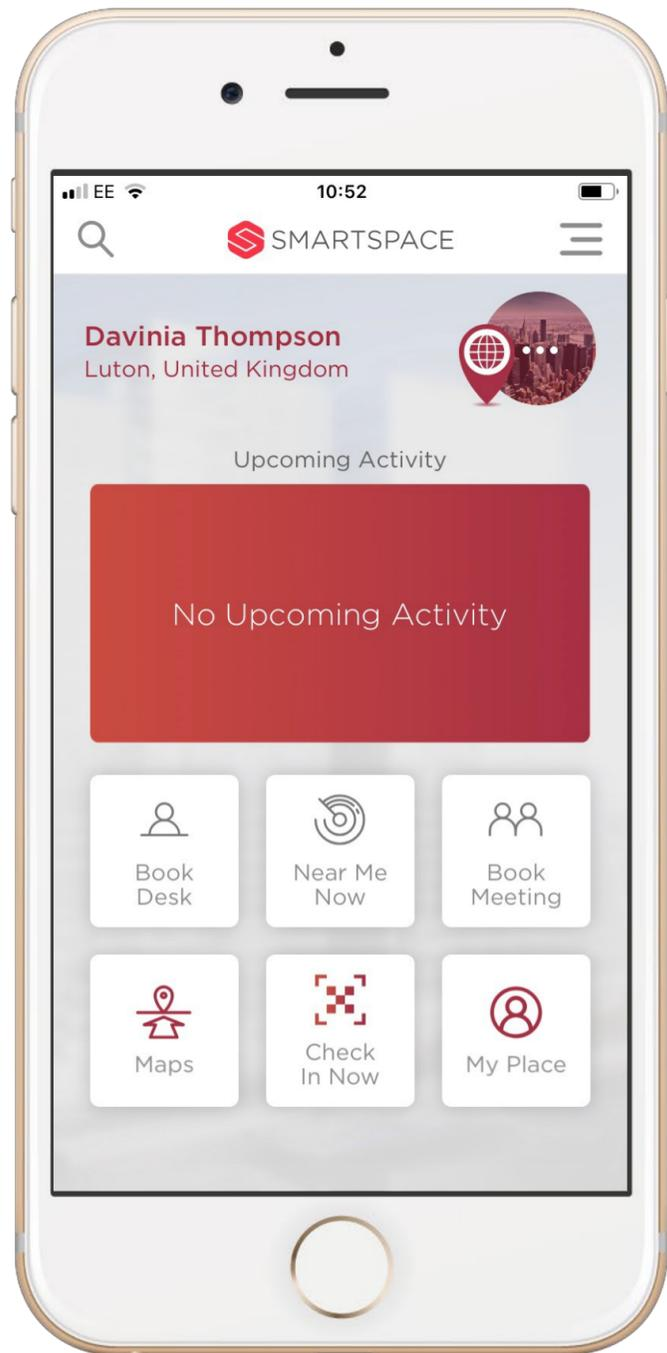 EE 10:52
SMARTSPACE
Davinia Thompson
Luton, United Kingdom
Upcoming Activity
No Upcoming Activity
Book
Desk
Near Me
Now
Book
Meeting
Maps
Check
In Now
My Place